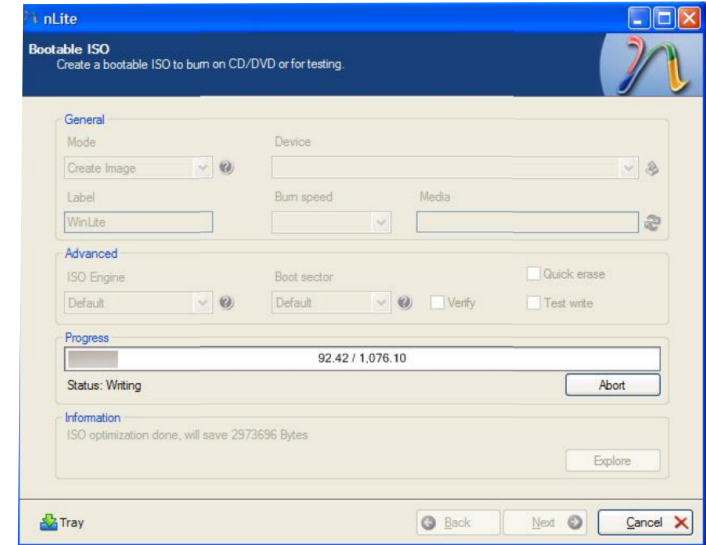 nLite
Bootable ISO
Create a bootable ISO to burn on CD/DVD or for testing.
General
Mode Device
Create Image
Label Burn speed Media
WinLite
Advanced
ISO Engine Boot sector Quick erase
Default Default Verify Test write
Progress
92.42 / 1,076.10
Status: Writing Abort
Information
ISO optimization done, will save 2973696 Bytes
Explore
Tray Back Next Cancel